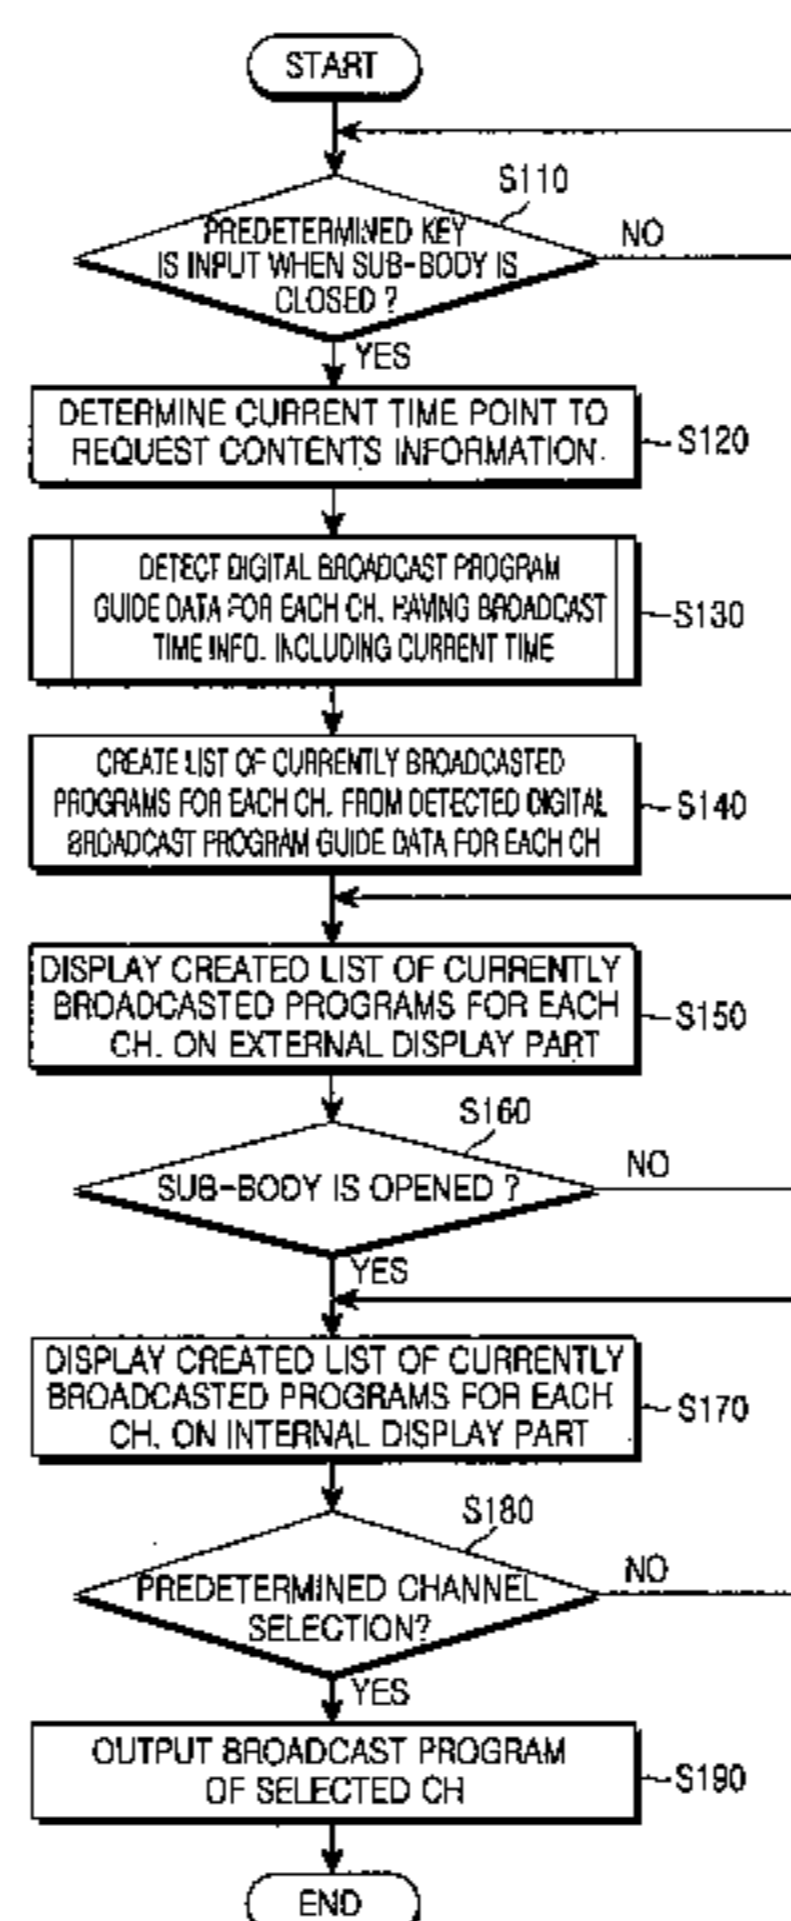 START
S110
PREDETERMINED KEY
IS INPUT WHEN SUB-BODY IS
CLOSED ?
NO
YES
DETERMINE CURRENT TIME POINT TO
REQUEST CONTENTS INFORMATION
S120
DETECT DIGITAL BROADCAST PROGRAM
GUIDE DATA FOR EACH CH. HAVING BROADCAST
TIME INFO. INCLUDING CURRENT TIME
S130
CREATE LIST OF CURRENTLY BROADCASTED
PROGRAMS FOR EACH CH. FROM DETECTED DIGITAL
BROADCAST PROGRAM GUIDE DATA FOR EACH CH
S140
DISPLAY CREATED LIST OF CURRENTLY
BROADCASTED PROGRAMS FOR EACH
CH. ON EXTERNAL DISPLAY PART
S150
S160
SUB-BODY IS OPENED ?
NO
YES
DISPLAY CREATED LIST OF CURRENTLY
BROADCASTED PROGRAMS FOR EACH
CH. ON INTERNAL DISPLAY PART
S170
S180
PREDETERMINED CHANNEL
SELECTION?
NO
YES
OUTPUT BROADCAST PROGRAM
OF SELECTED CH
S190
END